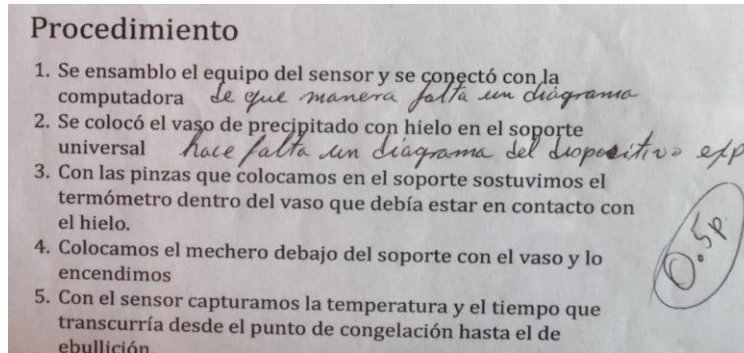 Procedimiento
1. Se ensamblo el equipo del sensor y se conectó con la
computadora de que manera falta un diagrama
2. Se colocó el vaso de precipitado con hielo en el soporte
universal hace falta un diagrama del dispositivo exp
3. Con las pinzas que colocamos en el soporte sostuvimos el
termómetro dentro del vaso que debía estar en contacto con
el hielo.
4. Colocamos el mechero debajo del soporte con el vaso y lo
encendimos
0.5p.
5. Con el sensor capturamos la temperatura y el tiempo que
transcurría desde el punto de congelación hasta el de
ebullición.